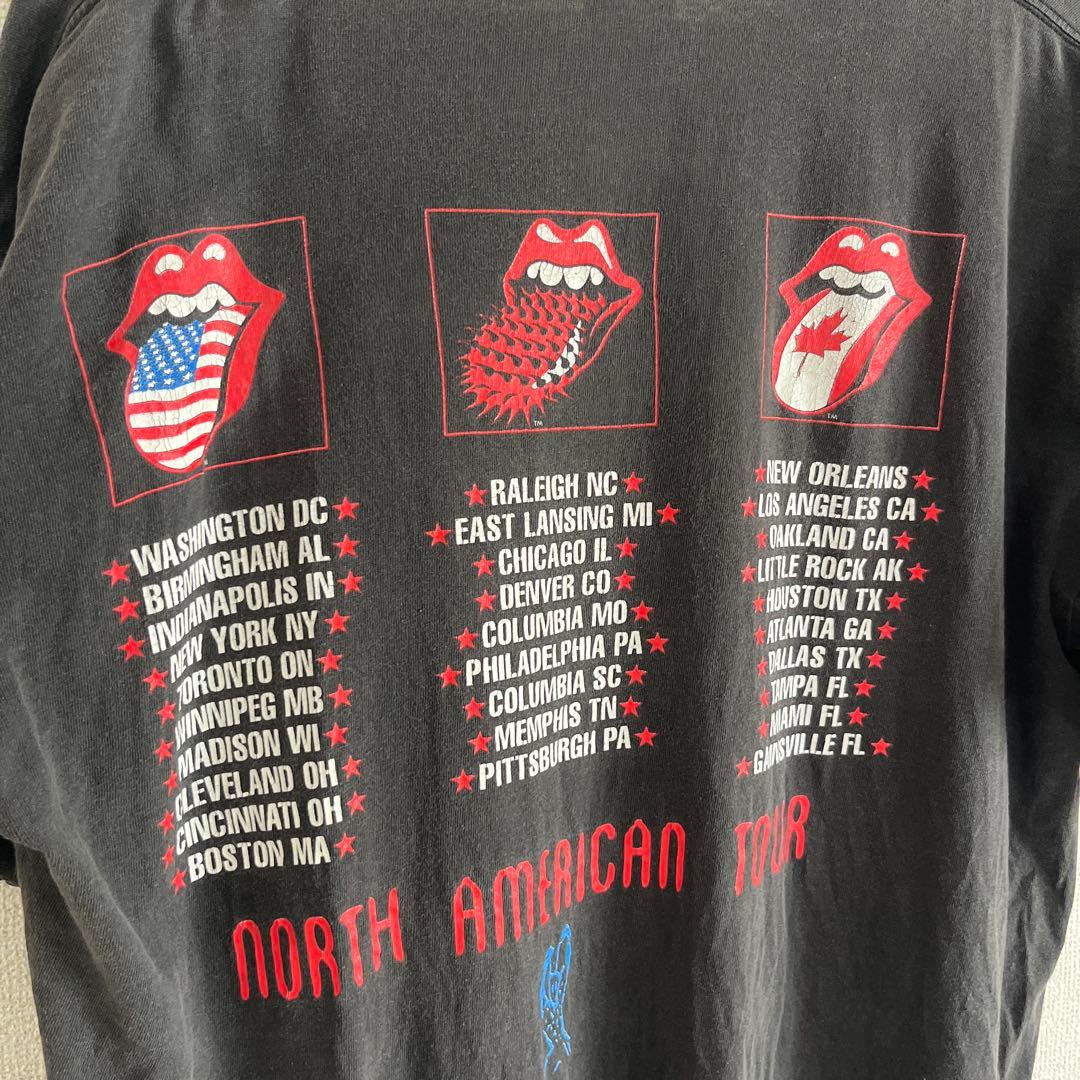 WASHINGTON DC
BIRMINGHAM AL
INDIANAPOLIS IN
NEW YORK NY
TORONTO ON
WINNIPEG MB
MADISON WI
CLEVELAND OH
CINCINNATI OH
BOSTON MA
TM
RALEIGH NC
EAST LANSING MI
CHICAGO IL
DENVER CO
COLUMBIA MO
PHILADELPHIA PA
COLUMBIA SC
MEMPHIS TN
PITTSBURGH PA
TM
NEW ORLEANS
LOS ANGELES CA
OAKLAND CA
LITTLE ROCK AK
HOUSTON TX
ATLANTA GA
DALLAS TX
TAMPA FL
MIAMI FL
GAINSVILLE FL
NORTH AMERICAN TOUR